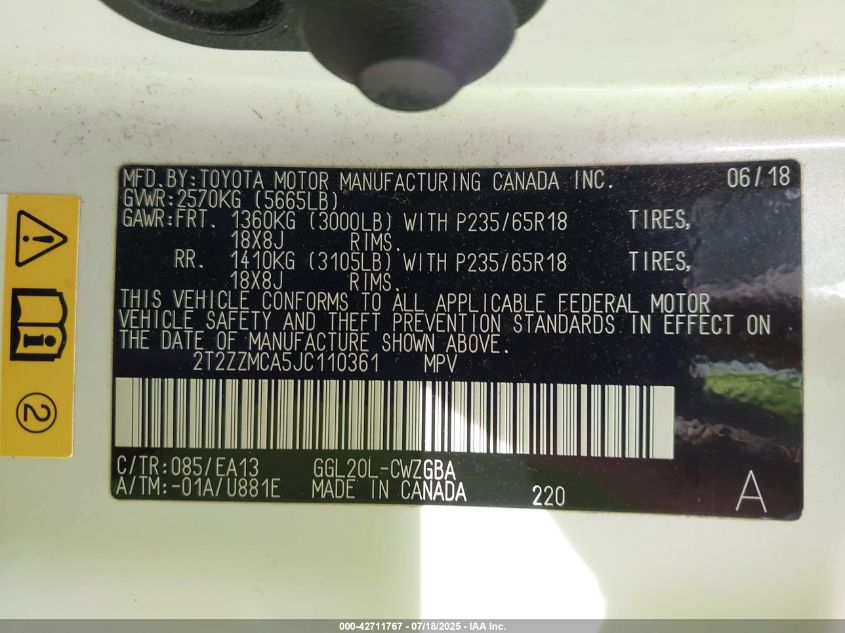 MFD.BY:TOYOTA MOTOR MANUFACTURING CANADA INC. 06/18
GVWR:2570KG (5665LB)
GAWR:FRT. 1360KG (3000LB) WITH P235/65R18 TIRES,
18X8J RIMS.
RR. 1410KG (3105LB) WITH P235/65R18 TIRES,
18X8J RIMS.
THIS VEHICLE CONFORMS TO ALL APPLICABLE FEDERAL MOTOR
VEHICLE SAFETY AND THEFT PREVENTION STANDARDS IN EFFECT ON
THE DATE OF MANUFACTURE SHOWN ABOVE.
2T2ZZMCA5JC110361 MPV
C/TR:085/EA13 GGL20L-CWZGBA
A/TM:-01A/U881E MADE IN CANADA 220 A
2
000-42711767 - 07/18/2025 - IAA Inc.